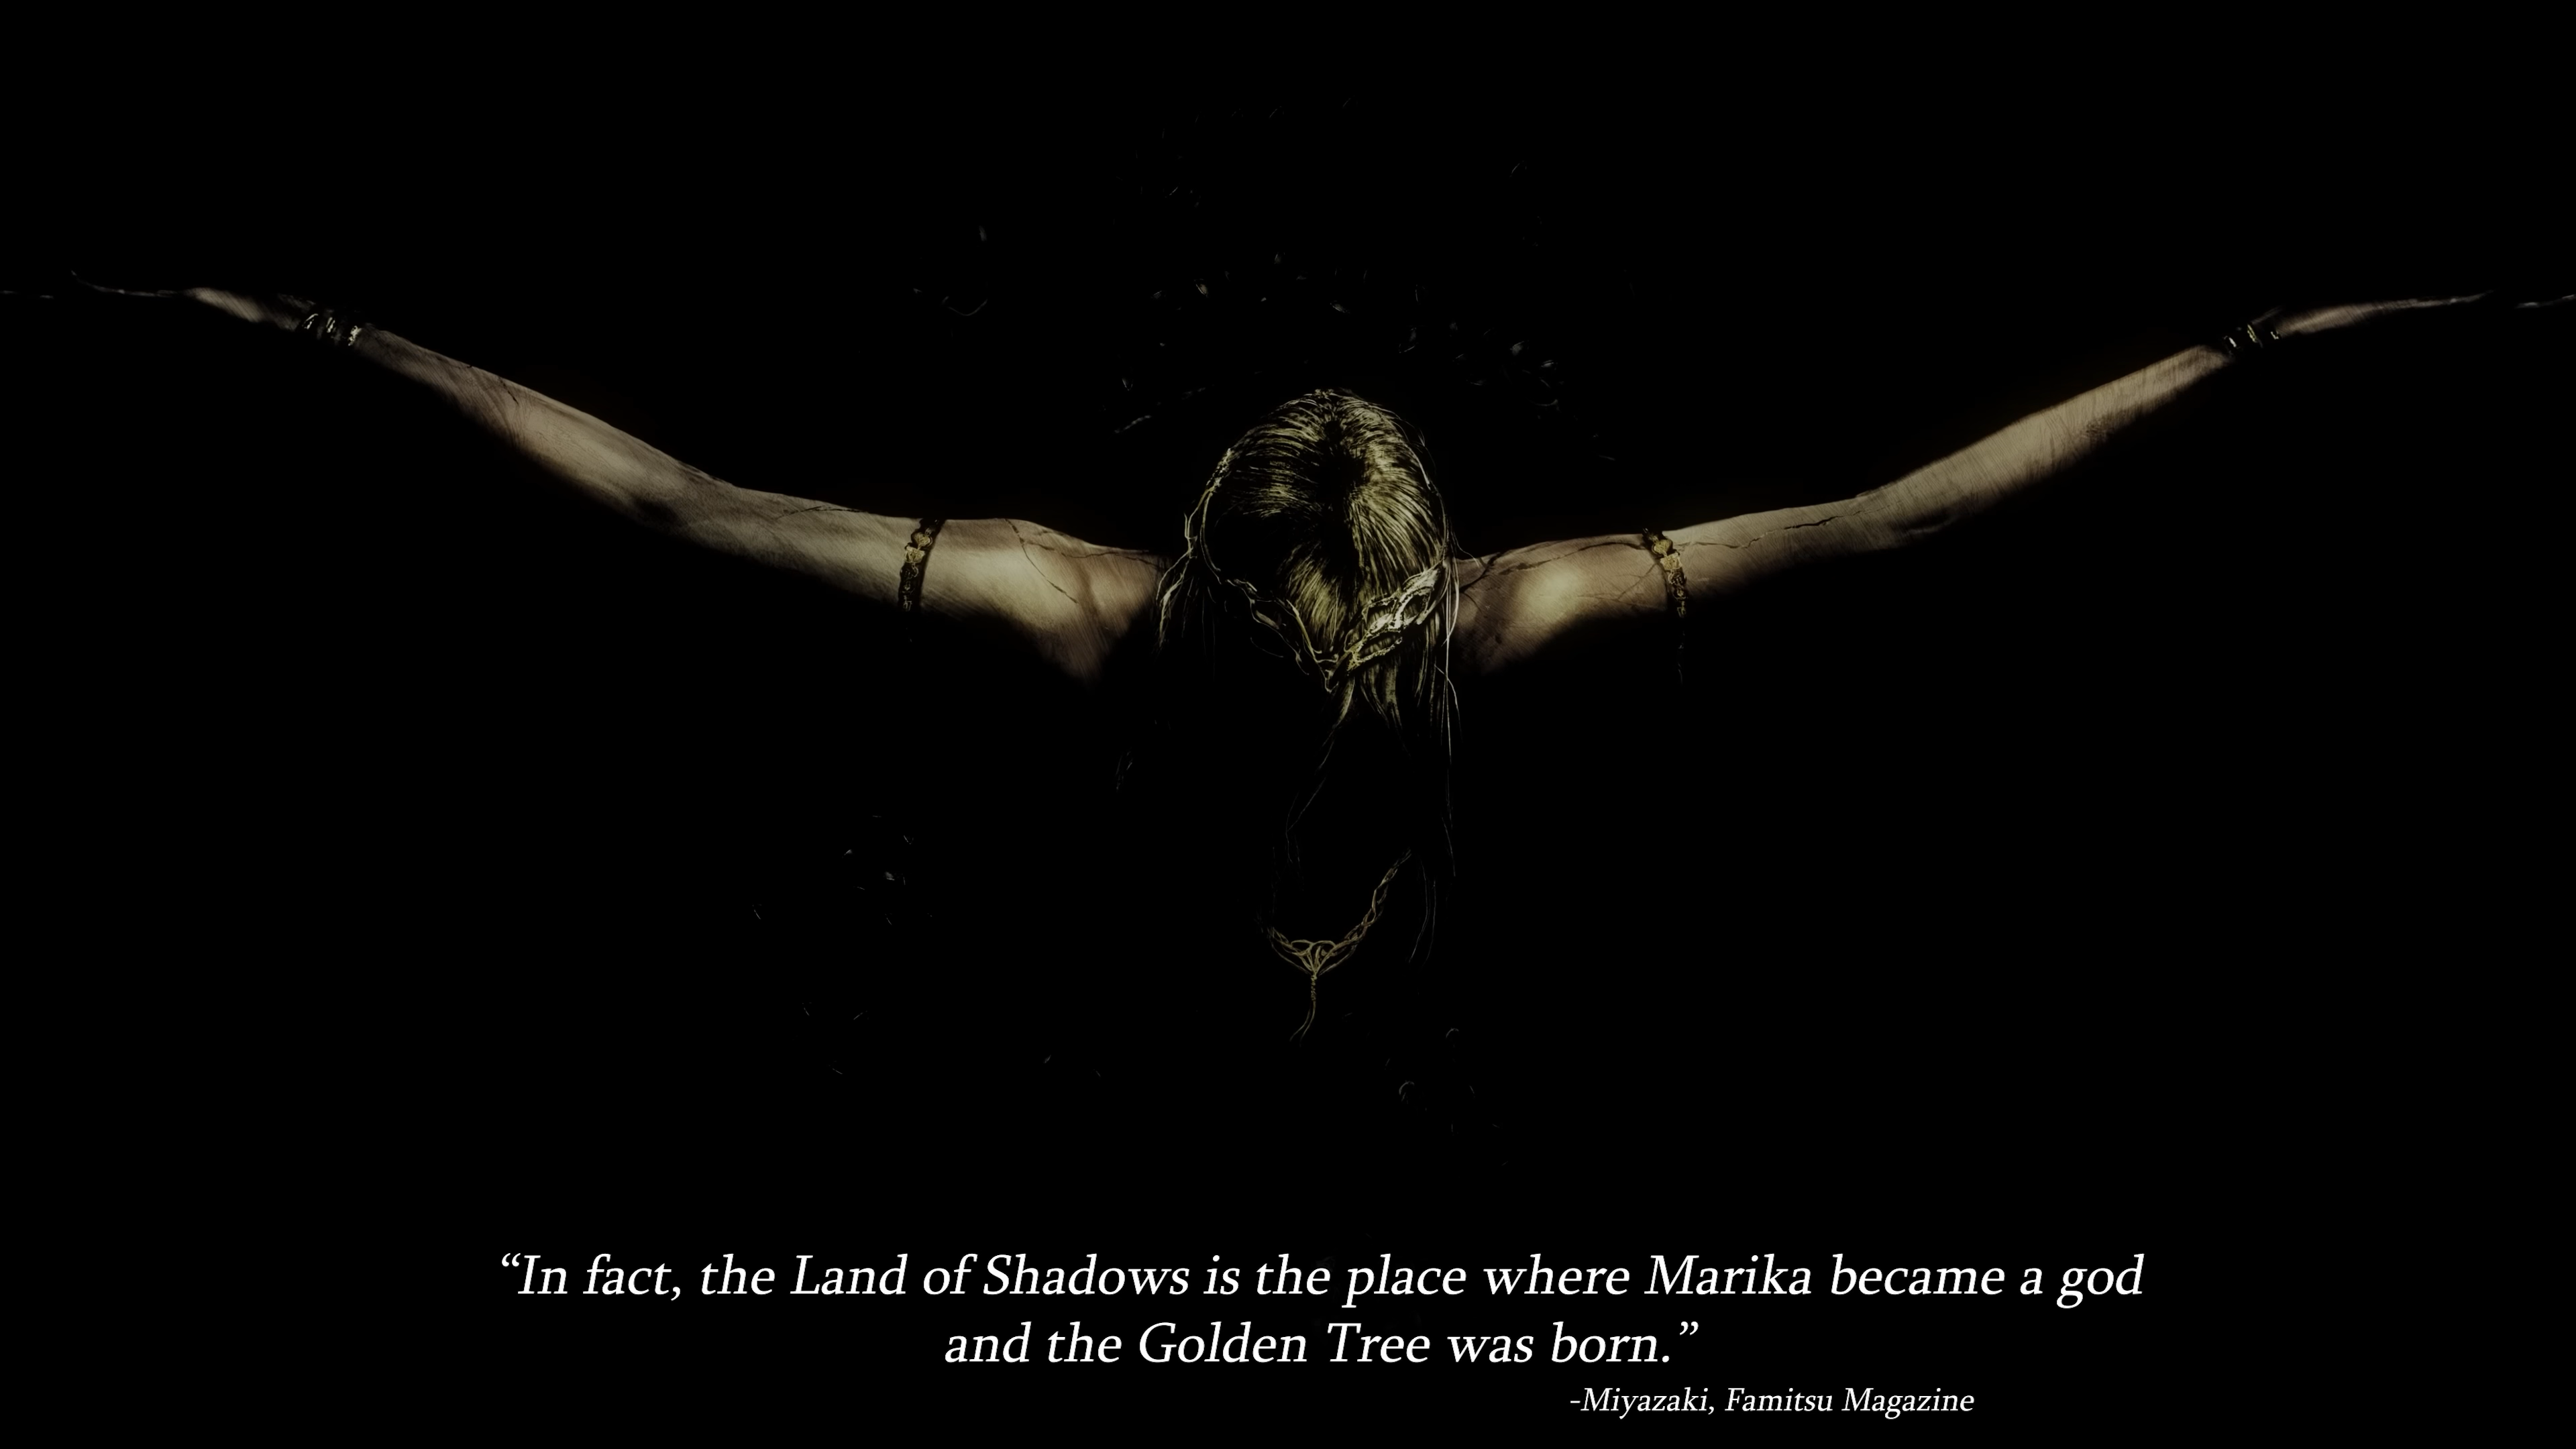 “In fact, the Land of Shadows is the place where Marika became a god
and the Golden Tree was born.”
-Miyazaki, Famitsu Magazine